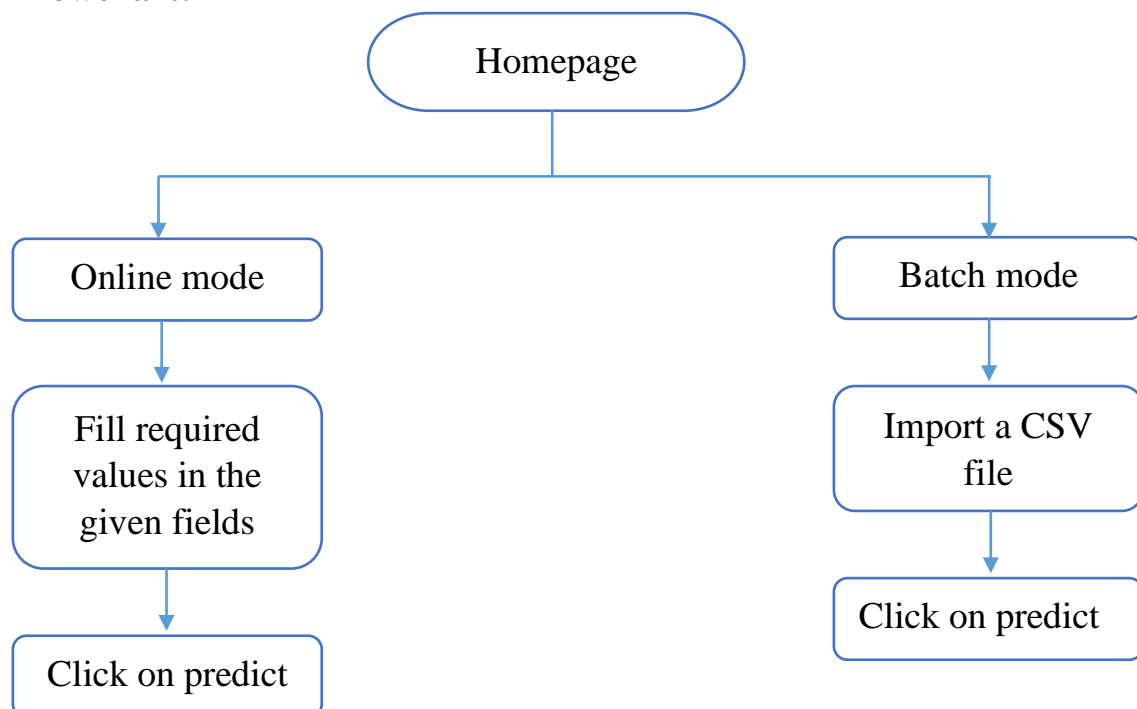 Homepage
Online mode
Batch mode
Fill required
values in the
given fields
Import a CSV
file
Click on predict
Click on predict